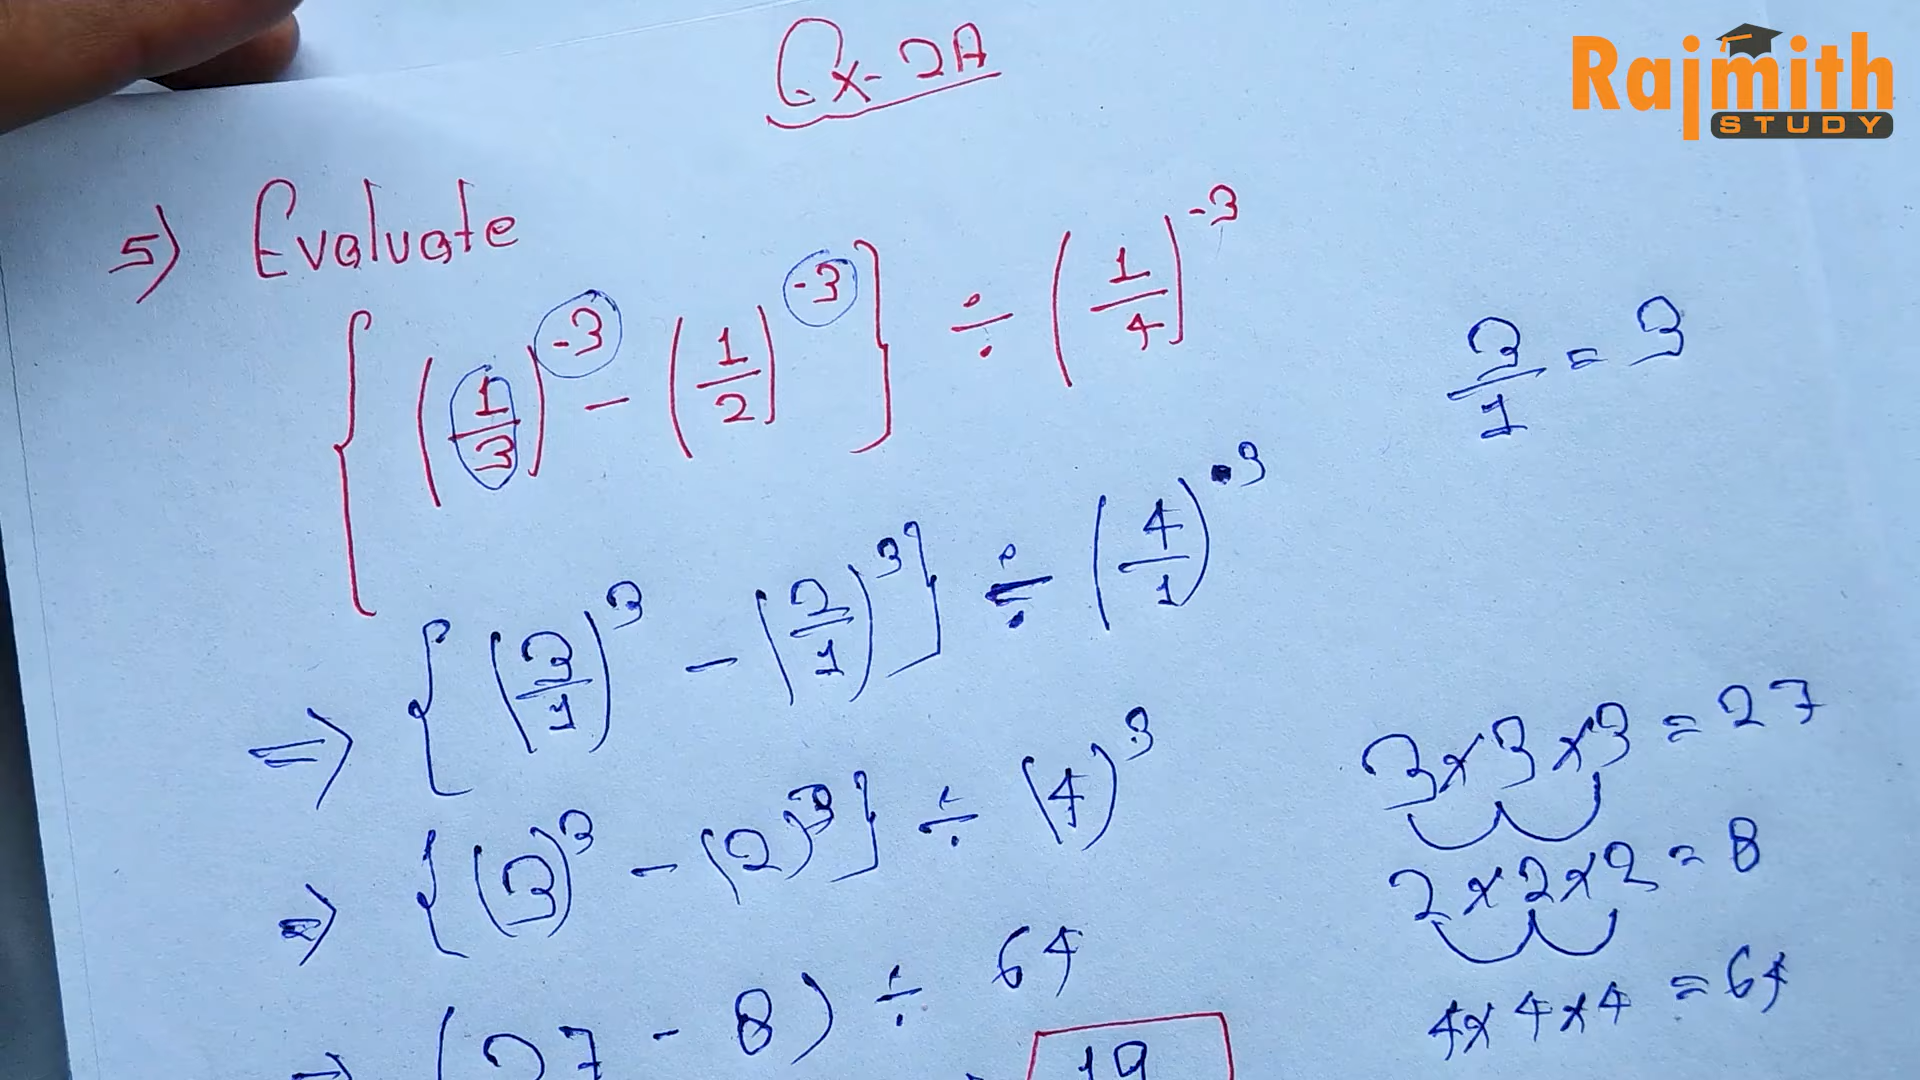 Rajmith
STUDY
Ex-2A
5) Evaluate
{(1/3)^-3 - (1/2)^-3} ÷ (1/4)^-3
3/1 = 3
⇒ {(3/1)^3 - (2/1)^3} ÷ (4/1)^3
3×3×3 = 27
⇒ {(3)^3 - (2)^3} ÷ (4)^3
2×2×2 = 8
⇒ (27 - 8) ÷ 64
4×4×4 = 64
19